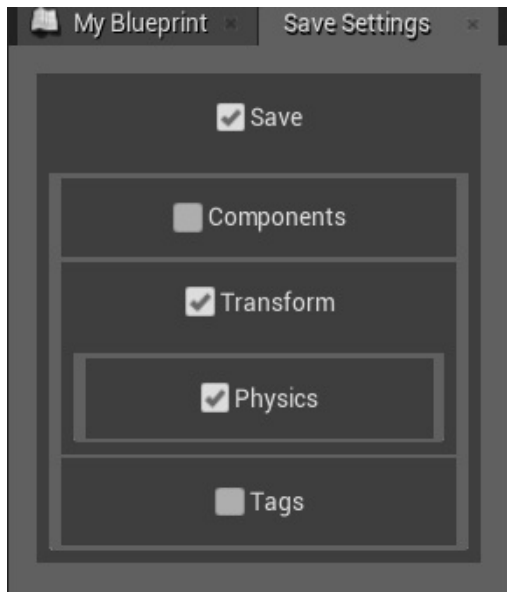 My Blueprint Save Settings
Save
Components
Transform
Physics
Tags